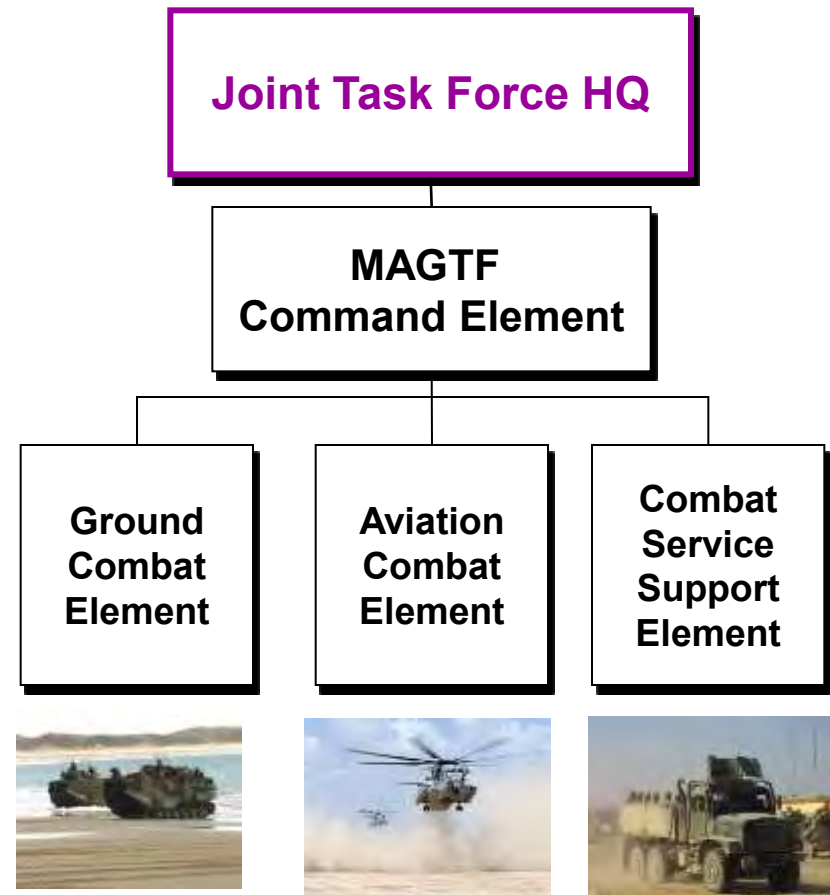 Joint Task Force HQ
MAGTF
Command Element
Ground
Combat
Element
Aviation
Combat
Element
Combat
Service
Support
Element